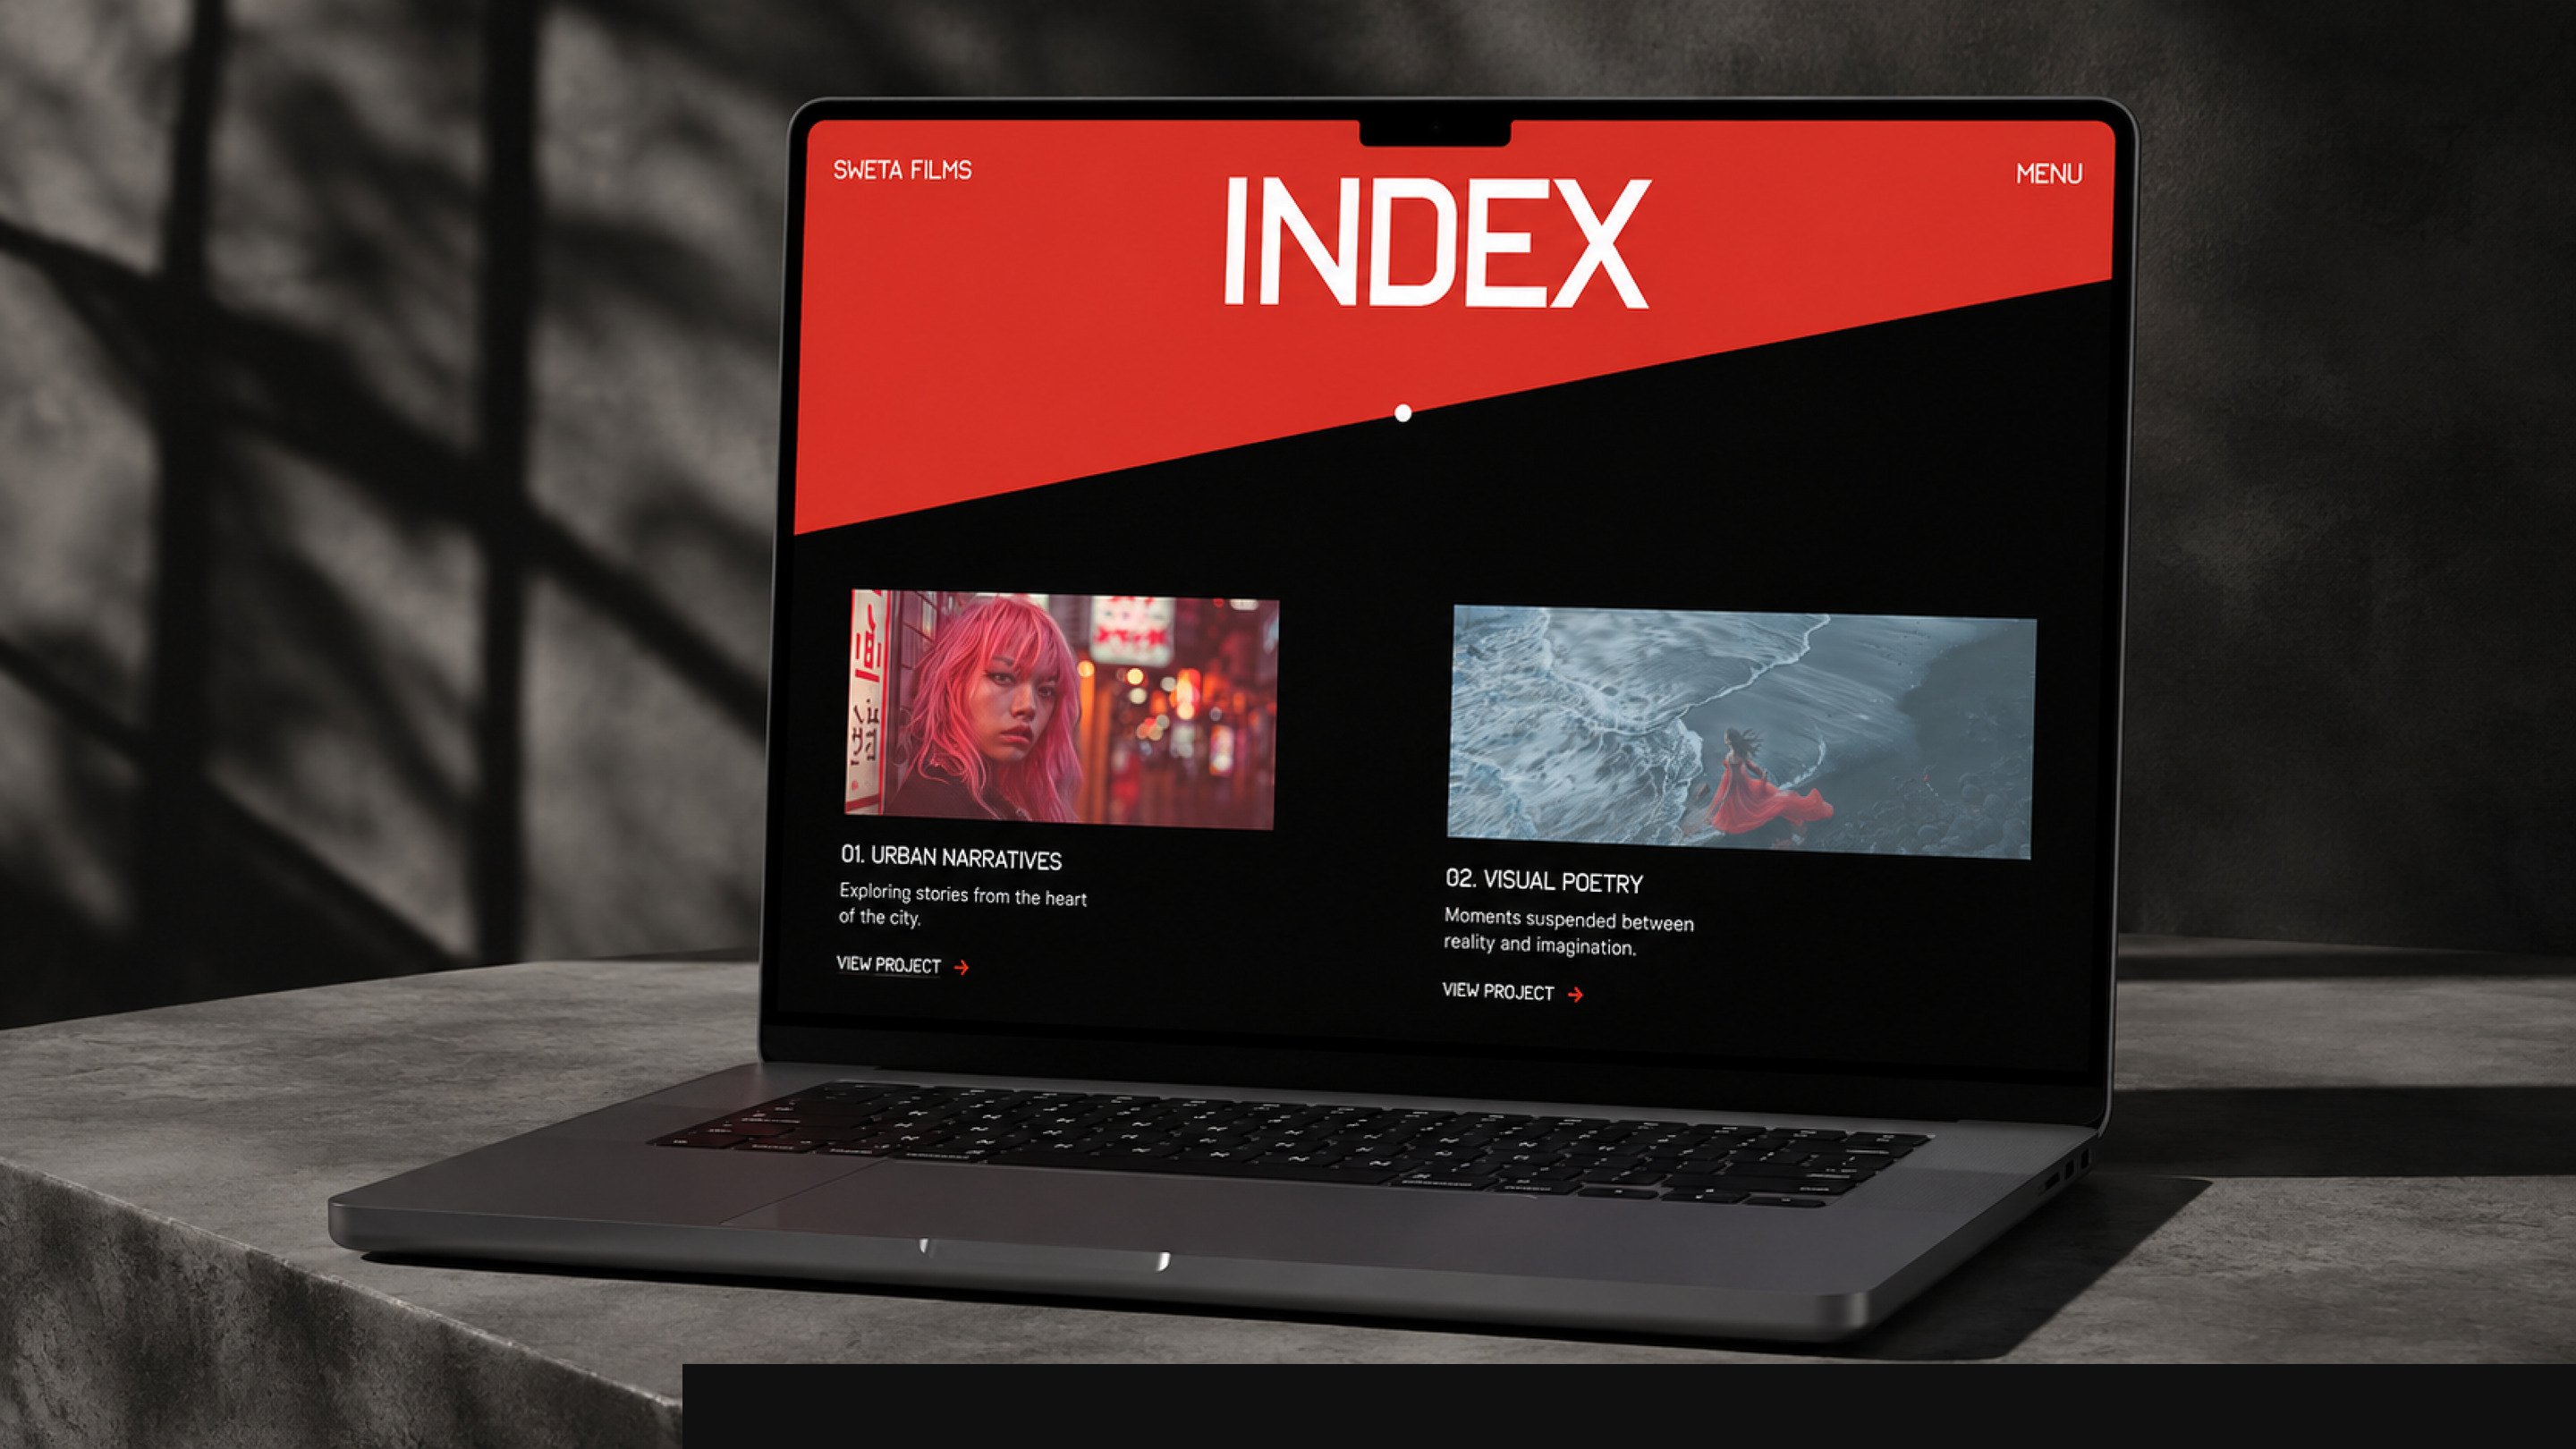 SWETA FILMS
MENU
INDEX
01. URBAN NARRATIVES
Exploring stories from the heart
of the city.
VIEW PROJECT →
02. VISUAL POETRY
Moments suspended between
reality and imagination.
VIEW PROJECT →